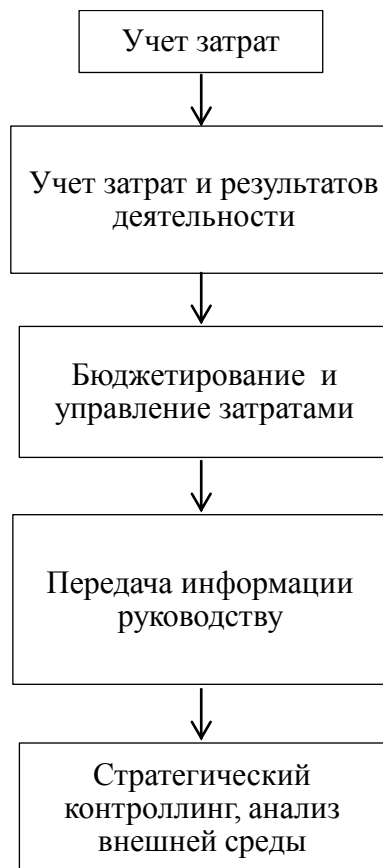 Учет затрат
Учет затрат и результатов
деятельности
Бюджетирование и
управление затратами
Передача информации
руководству
Стратегический
контроллинг, анализ
внешней среды